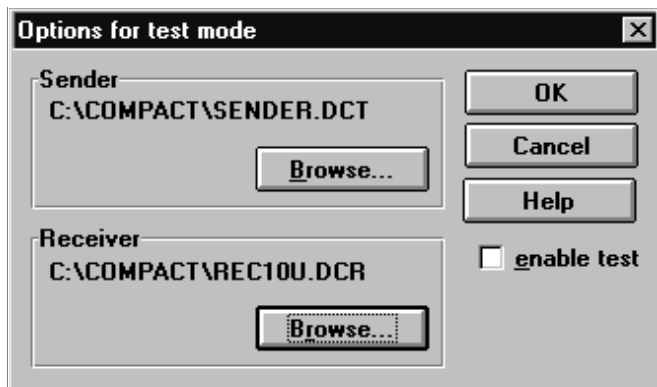 Options for test mode
Sender
C:\COMPACT\SENDER.DCT
Browse...
Receiver
C:\COMPACT\REC10U.DCR
Browse...
OK
Cancel
Help
enable test